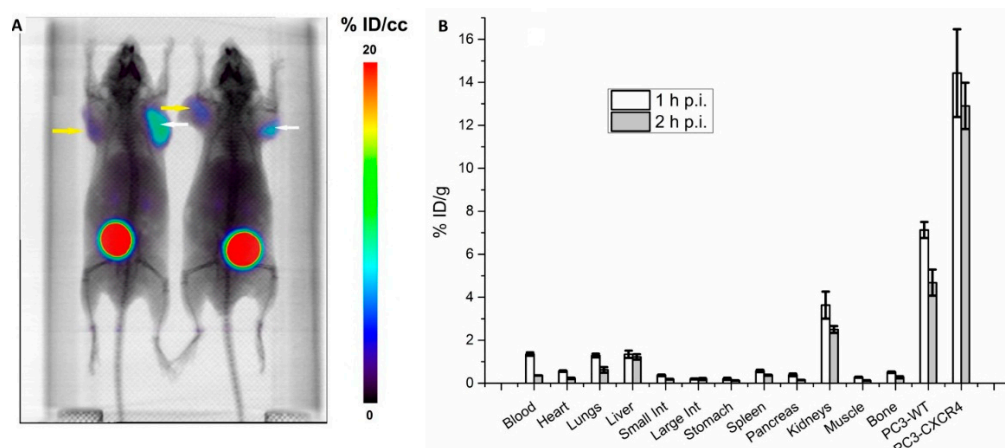 A
% ID/cc
20
0
B
% ID/g
16
14
12
10
8
6
4
2
0
1 h p.i.
2 h p.i.
Blood
Heart
Lungs
Liver
Small Int
Large Int
Stomach
Spleen
Pancreas
Kidneys
Muscle
Bone
PC3-WT
PC3-CXCR4